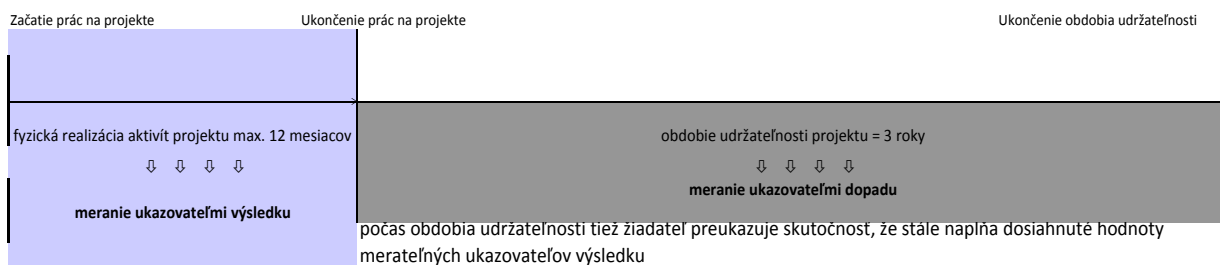 Začatie prác na projekte
Ukončenie prác na projekte
Ukončenie obdobia udržateľnosti
fyzická realizácia aktivít projektu max. 12 mesiacov
obdobie udržateľnosti projektu = 3 roky
⇩ ⇩ ⇩ ⇩
⇩ ⇩ ⇩ ⇩
meranie ukazovateľmi výsledku
meranie ukazovateľmi dopadu
počas obdobia udržateľnosti tiež žiadateľ preukazuje skutočnosť, že stále napĺňa dosiahnuté hodnoty
merateľných ukazovateľov výsledku